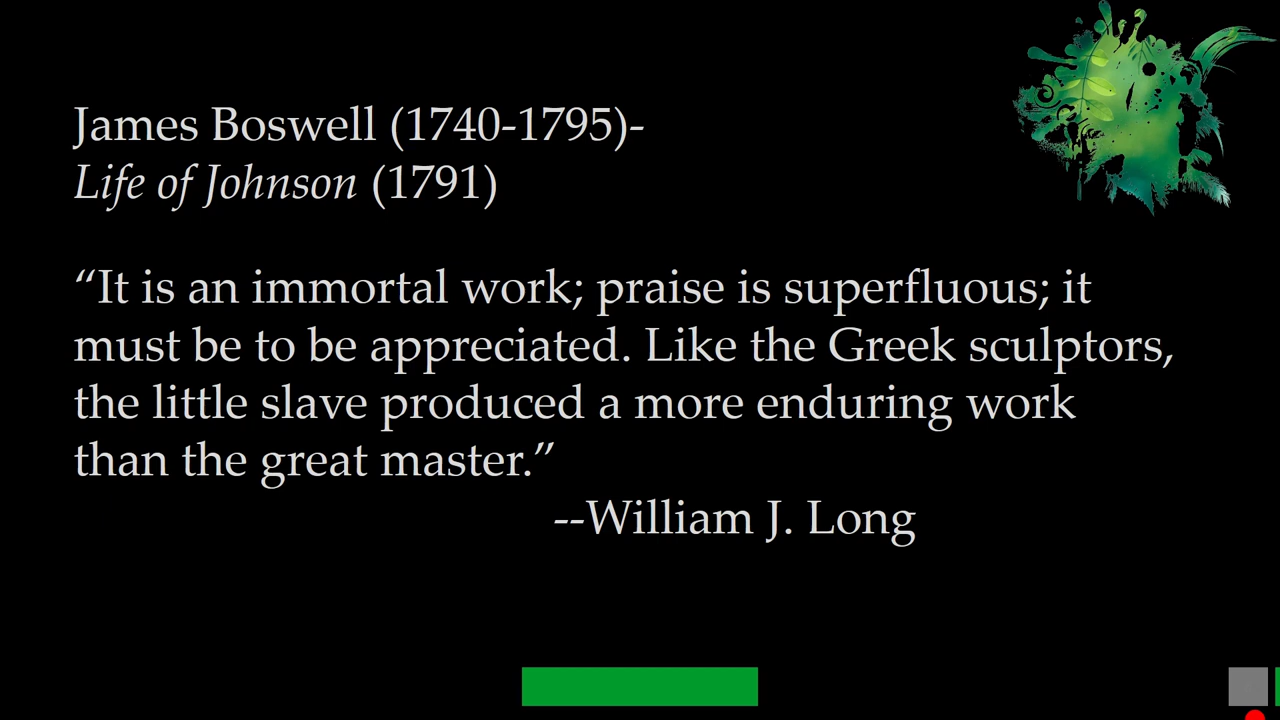 James Boswell (1740-1795)-
Life of Johnson (1791)
“It is an immortal work; praise is superfluous; it
must be to be appreciated. Like the Greek sculptors,
the little slave produced a more enduring work
than the great master.”
--William J. Long